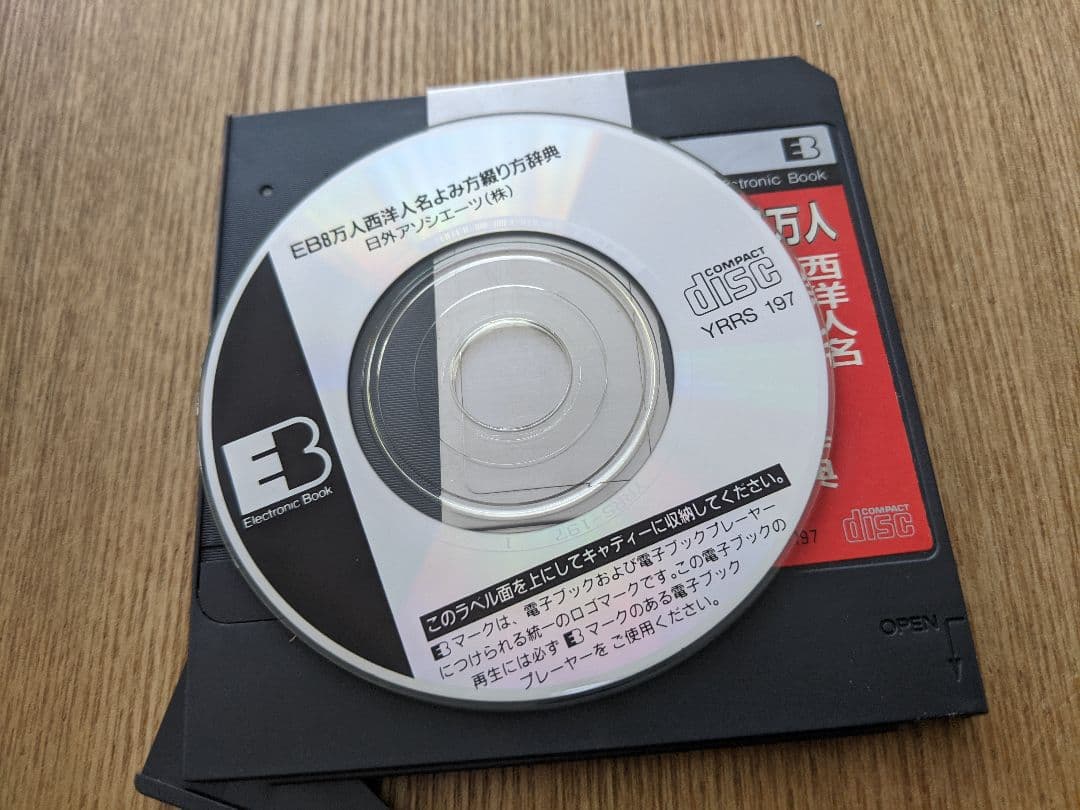 EB8万人西洋人名よみ方綴り方辞典
日外アソシエーツ(株)
COMPACT
disc
YRRS 197
EB
Electronic Book
このラベル面を上にしてキャディーに収納してください。
EBマークは、電子ブックおよび電子ブックプレーヤー
につけられる統一のロゴマークです。この電子ブックの
再生には必ずEBマークのある電子ブック
プレーヤーをご使用ください。
EB
ctronic Book
万人
西洋人名
典
COMPACT
disc
197
OPEN